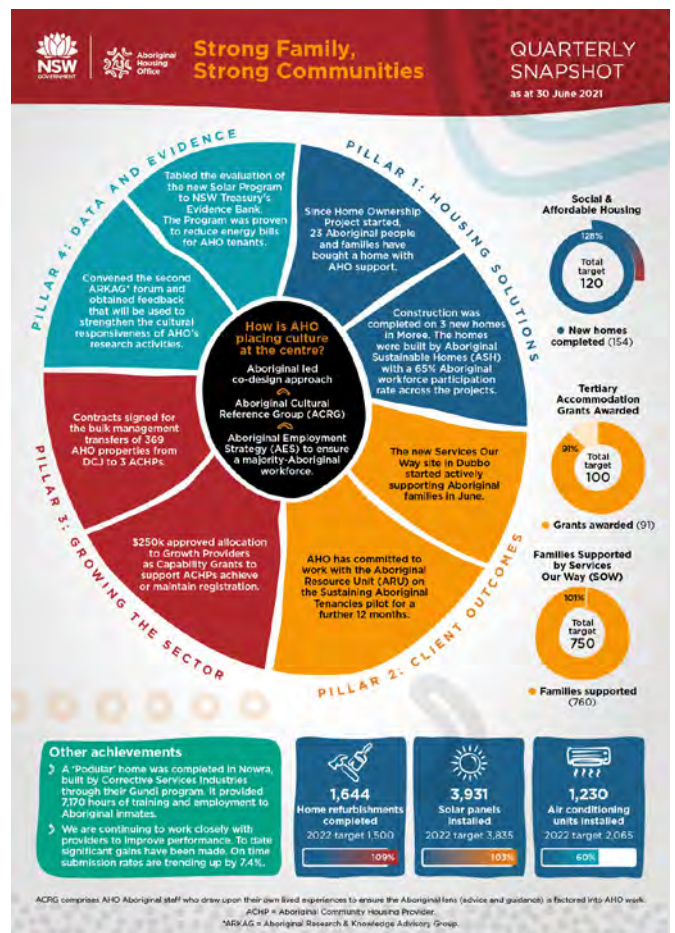 NSW
GOVERNMENT
Aboriginal
Housing
Office
Strong Family,
Strong Communities
QUARTERLY
SNAPSHOT
as at 30 June 2021
PILLAR 4: DATA AND EVIDENCE
Tabled the evaluation of
the new Solar Program
to NSW Treasury's
Evidence Bank.
The Program was proven
to reduce energy bills
for AHO tenants.
Convened the second
ARKAG* forum and
obtained feedback
that will be used to
strengthen the cultural
responsiveness of AHO's
research activities.
PILLAR 1: HOUSING SOLUTIONS
Since Home Ownership
Project started,
23 Aboriginal people
and families have
bought a home with
AHO support.
Construction was
completed on 3 new homes
in Moree. The homes
were built by Aboriginal
Sustainable Homes (ASH)
with a 65% Aboriginal
workforce participation
rate across the projects.
How is AHO
placing culture
at the centre?
Aboriginal led
co-design approach
Aboriginal Cultural
Reference Group (ACRG)
Aboriginal Employment
Strategy (AES) to ensure
a majority-Aboriginal
workforce.
PILLAR 3: GROWING THE SECTOR
Contracts signed for
the bulk management
transfers of 369
AHO properties from
DCJ to 3 ACHPs.
$250k approved allocation
to Growth Providers
as Capability Grants to
support ACHPs achieve
or maintain registration.
PILLAR 2: CLIENT OUTCOMES
The new Services Our
Way site in Dubbo
started actively
supporting Aboriginal
families in June.
AHO has committed to
work with the Aboriginal
Resource Unit (ARU) on
the Sustaining Aboriginal
Tenancies pilot for a
further 12 months.
Social &
Affordable Housing
128%
Total
target
120
New homes
completed (154)
Tertiary
Accommodation
Grants Awarded
91%
Total
target
100
Grants awarded (91)
Families Supported
by Services
Our Way (SOW)
101%
Total
target
750
Families supported
(760)
Other achievements
A 'Podular' home was completed in Nowra,
built by Corrective Services Industries
through their Gundi program. It provided
7,170 hours of training and employment to
Aboriginal inmates.
We are continuing to work closely with
providers to improve performance. To date
significant gains have been made. On time
submission rates are trending up by 7.4%.
1,644
Home refurbishments
completed
2022 target 1,500
109%
3,931
Solar panels
installed
2022 target 3,835
103%
1,230
Air conditioning
units installed
2022 target 2,065
60%
ACRG comprises AHO Aboriginal staff who draw upon their own lived experiences to ensure the Aboriginal lens (advice and guidance) is factored into AHO work.
ACHP = Aboriginal Community Housing Provider.
*ARKAG = Aboriginal Research & Knowledge Advisory Group.